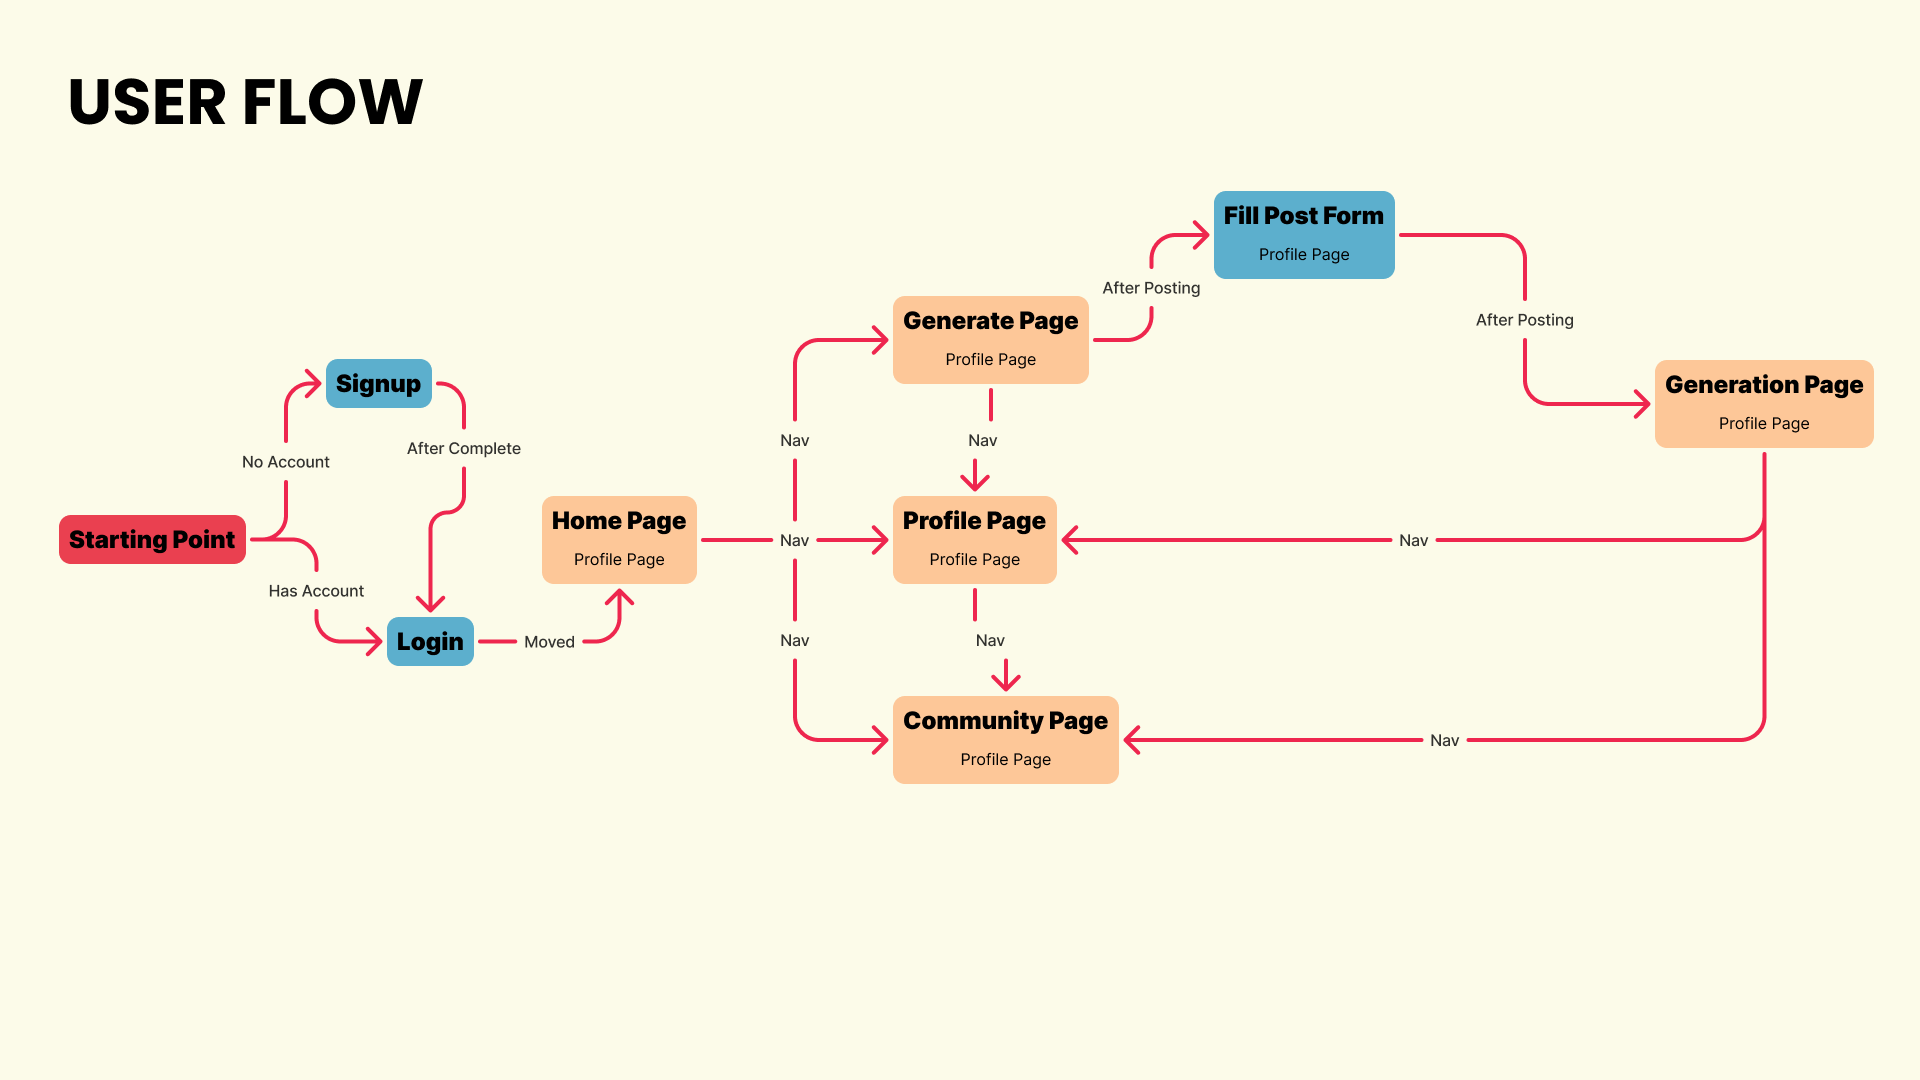 USER FLOW
Starting Point
No Account
Has Account
Signup
After Complete
Login
Moved
Home Page
Profile Page
Nav
Nav
Nav
Generate Page
Profile Page
After Posting
Fill Post Form
Profile Page
After Posting
Generation Page
Profile Page
Nav
Profile Page
Profile Page
Nav
Nav
Community Page
Profile Page
Nav